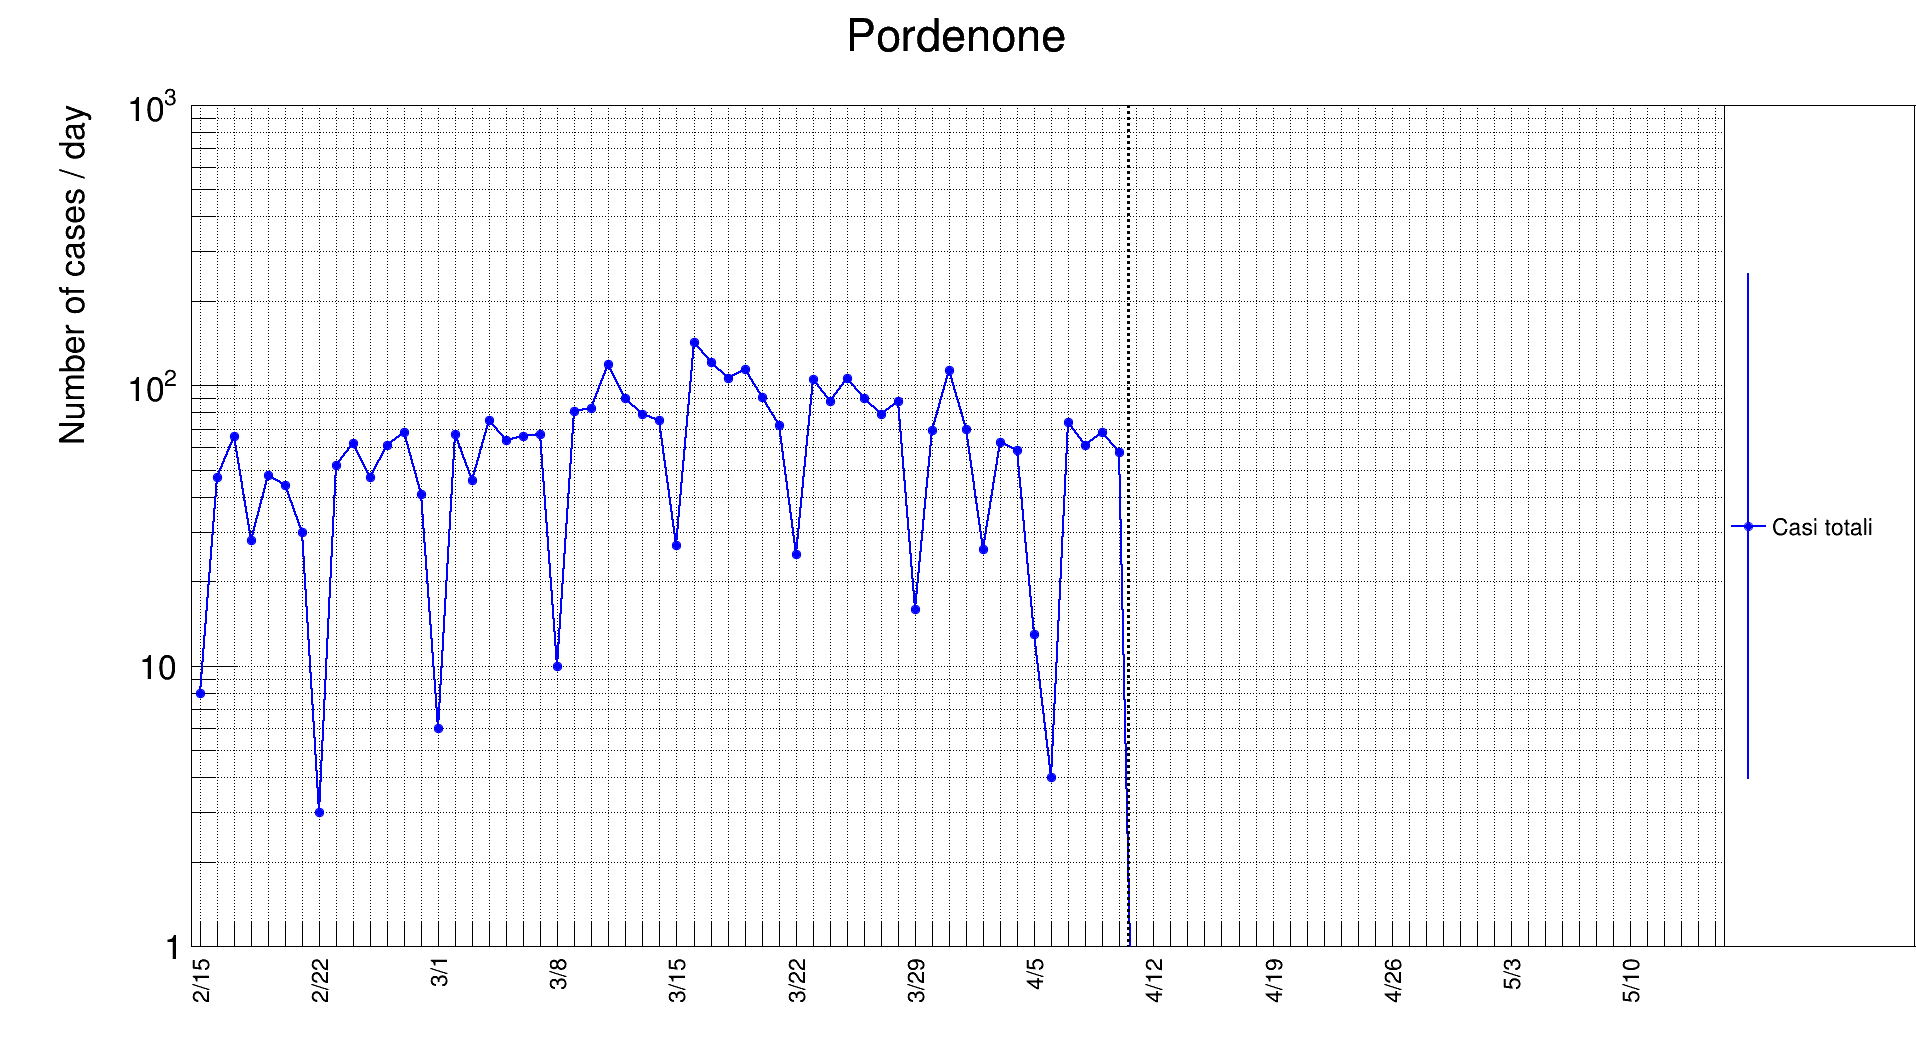 Pordenone
Number of cases / day
10³
10²
10
1
2/15 2/22 3/1 3/8 3/15 3/22 3/29 4/5 4/12 4/19 4/26 5/3 5/10
Casi totali